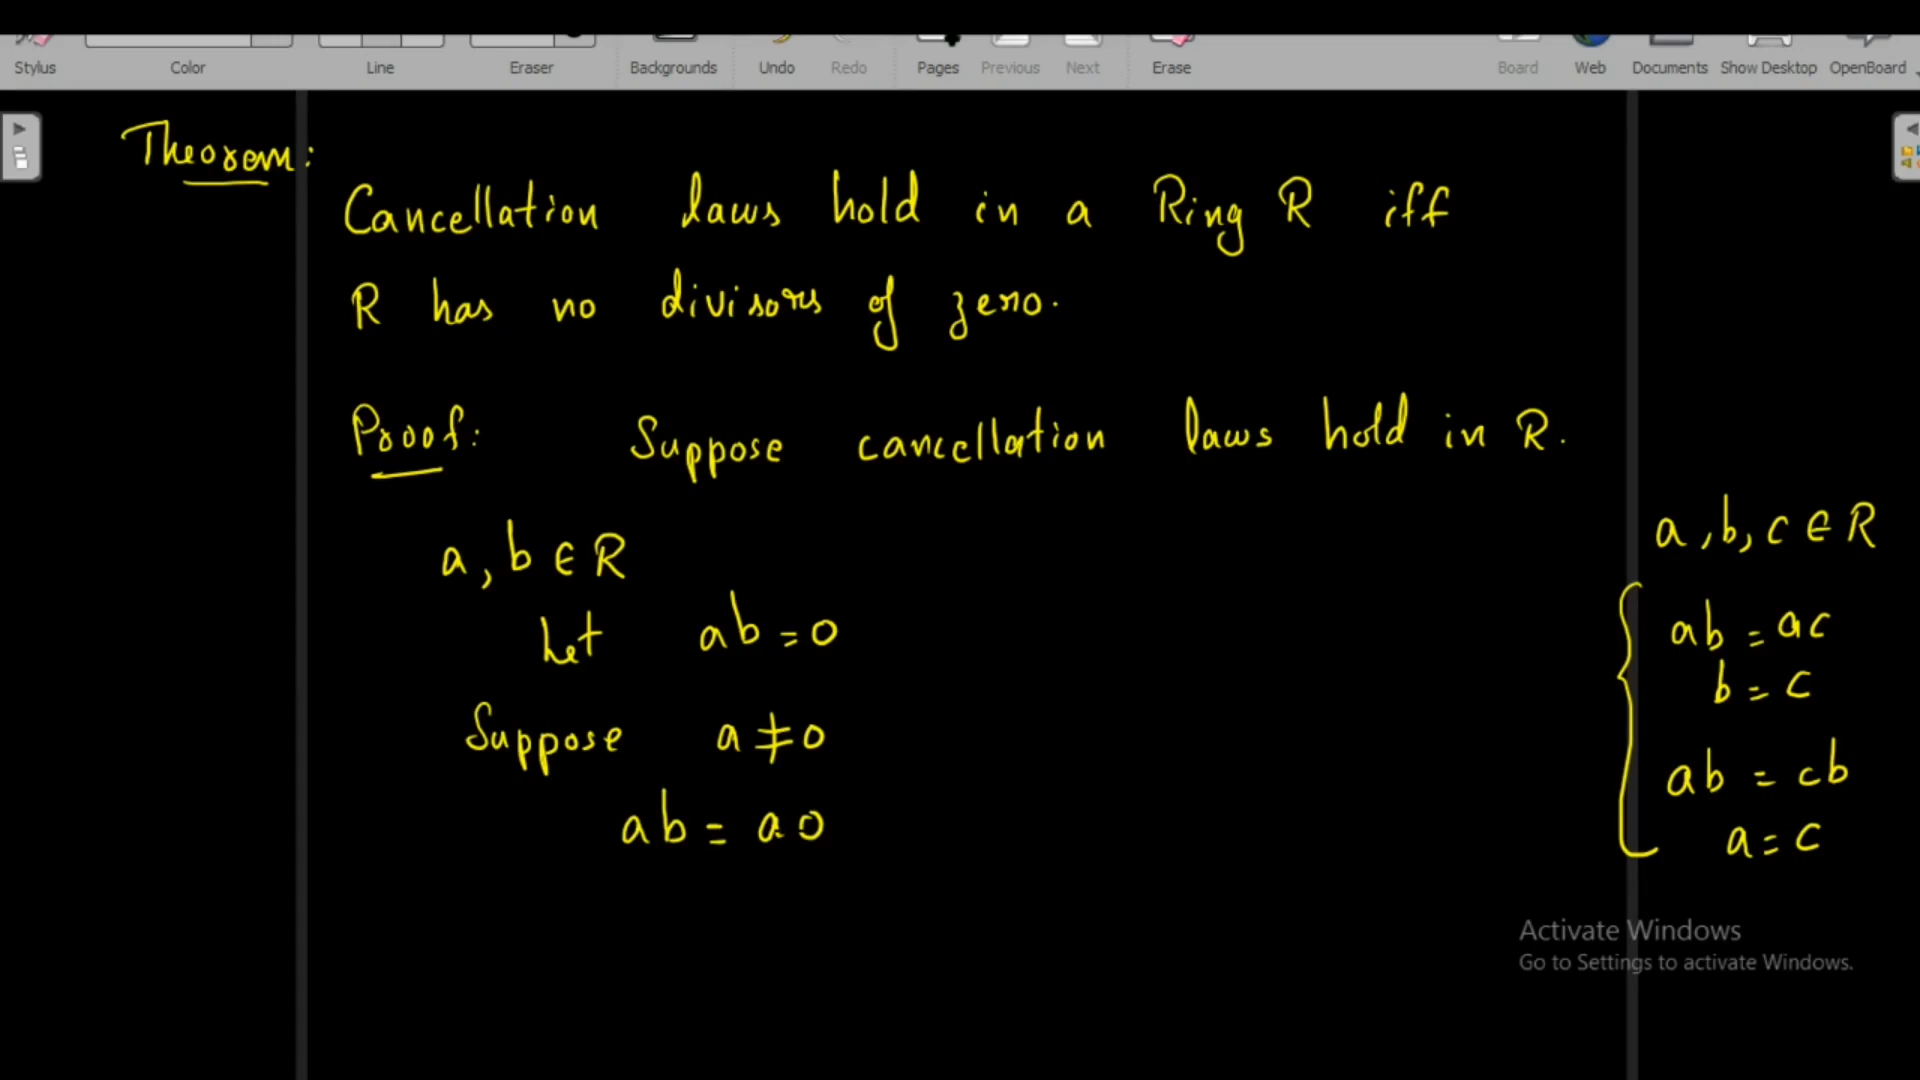 Stylus Color Line Eraser Backgrounds Undo Redo Pages Previous Next Erase Board Web Documents Show Desktop OpenBoard
Theorem:
Cancellation laws hold in a Ring R iff
R has no divisors of zero.
Proof: Suppose cancellation laws hold in R.
a, b ∈ R
Let ab = 0
Suppose a ≠ 0
ab = a0
a, b, c ∈ R
ab = ac
b = c
ab = cb
a = c
Activate Windows
Go to Settings to activate Windows.